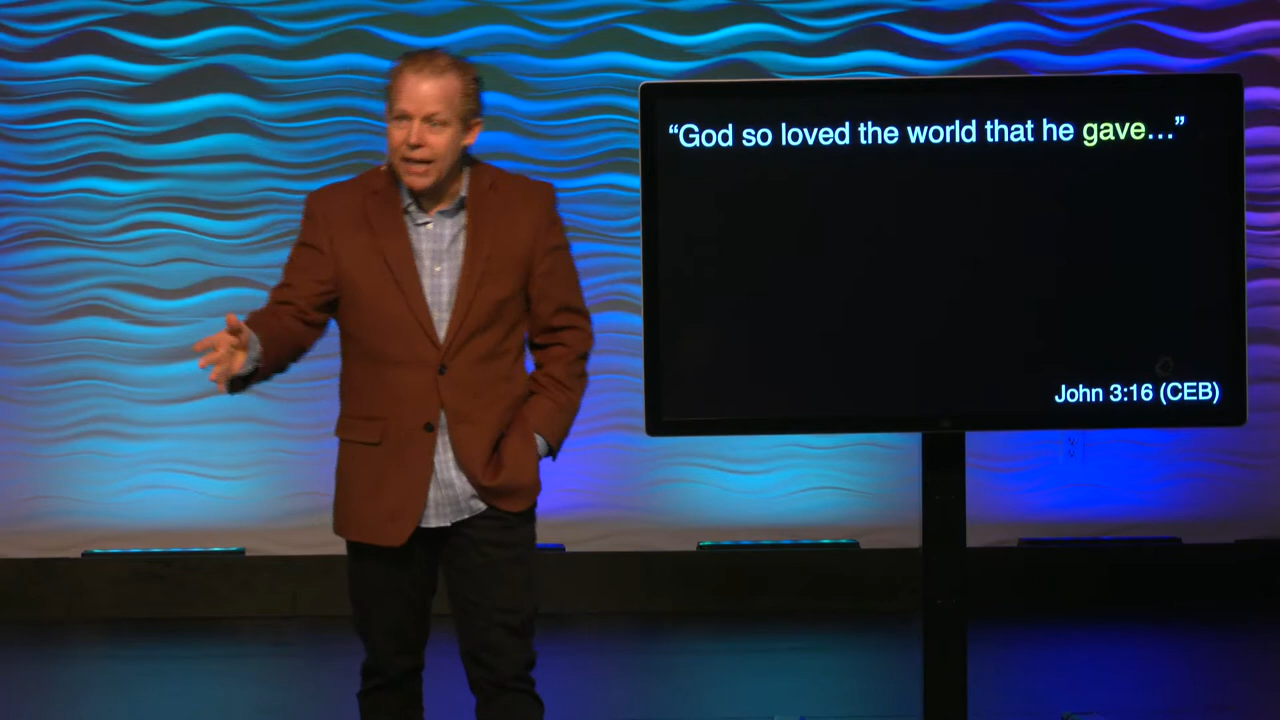 “God so loved the world that he gave…”
John 3:16 (CEB)